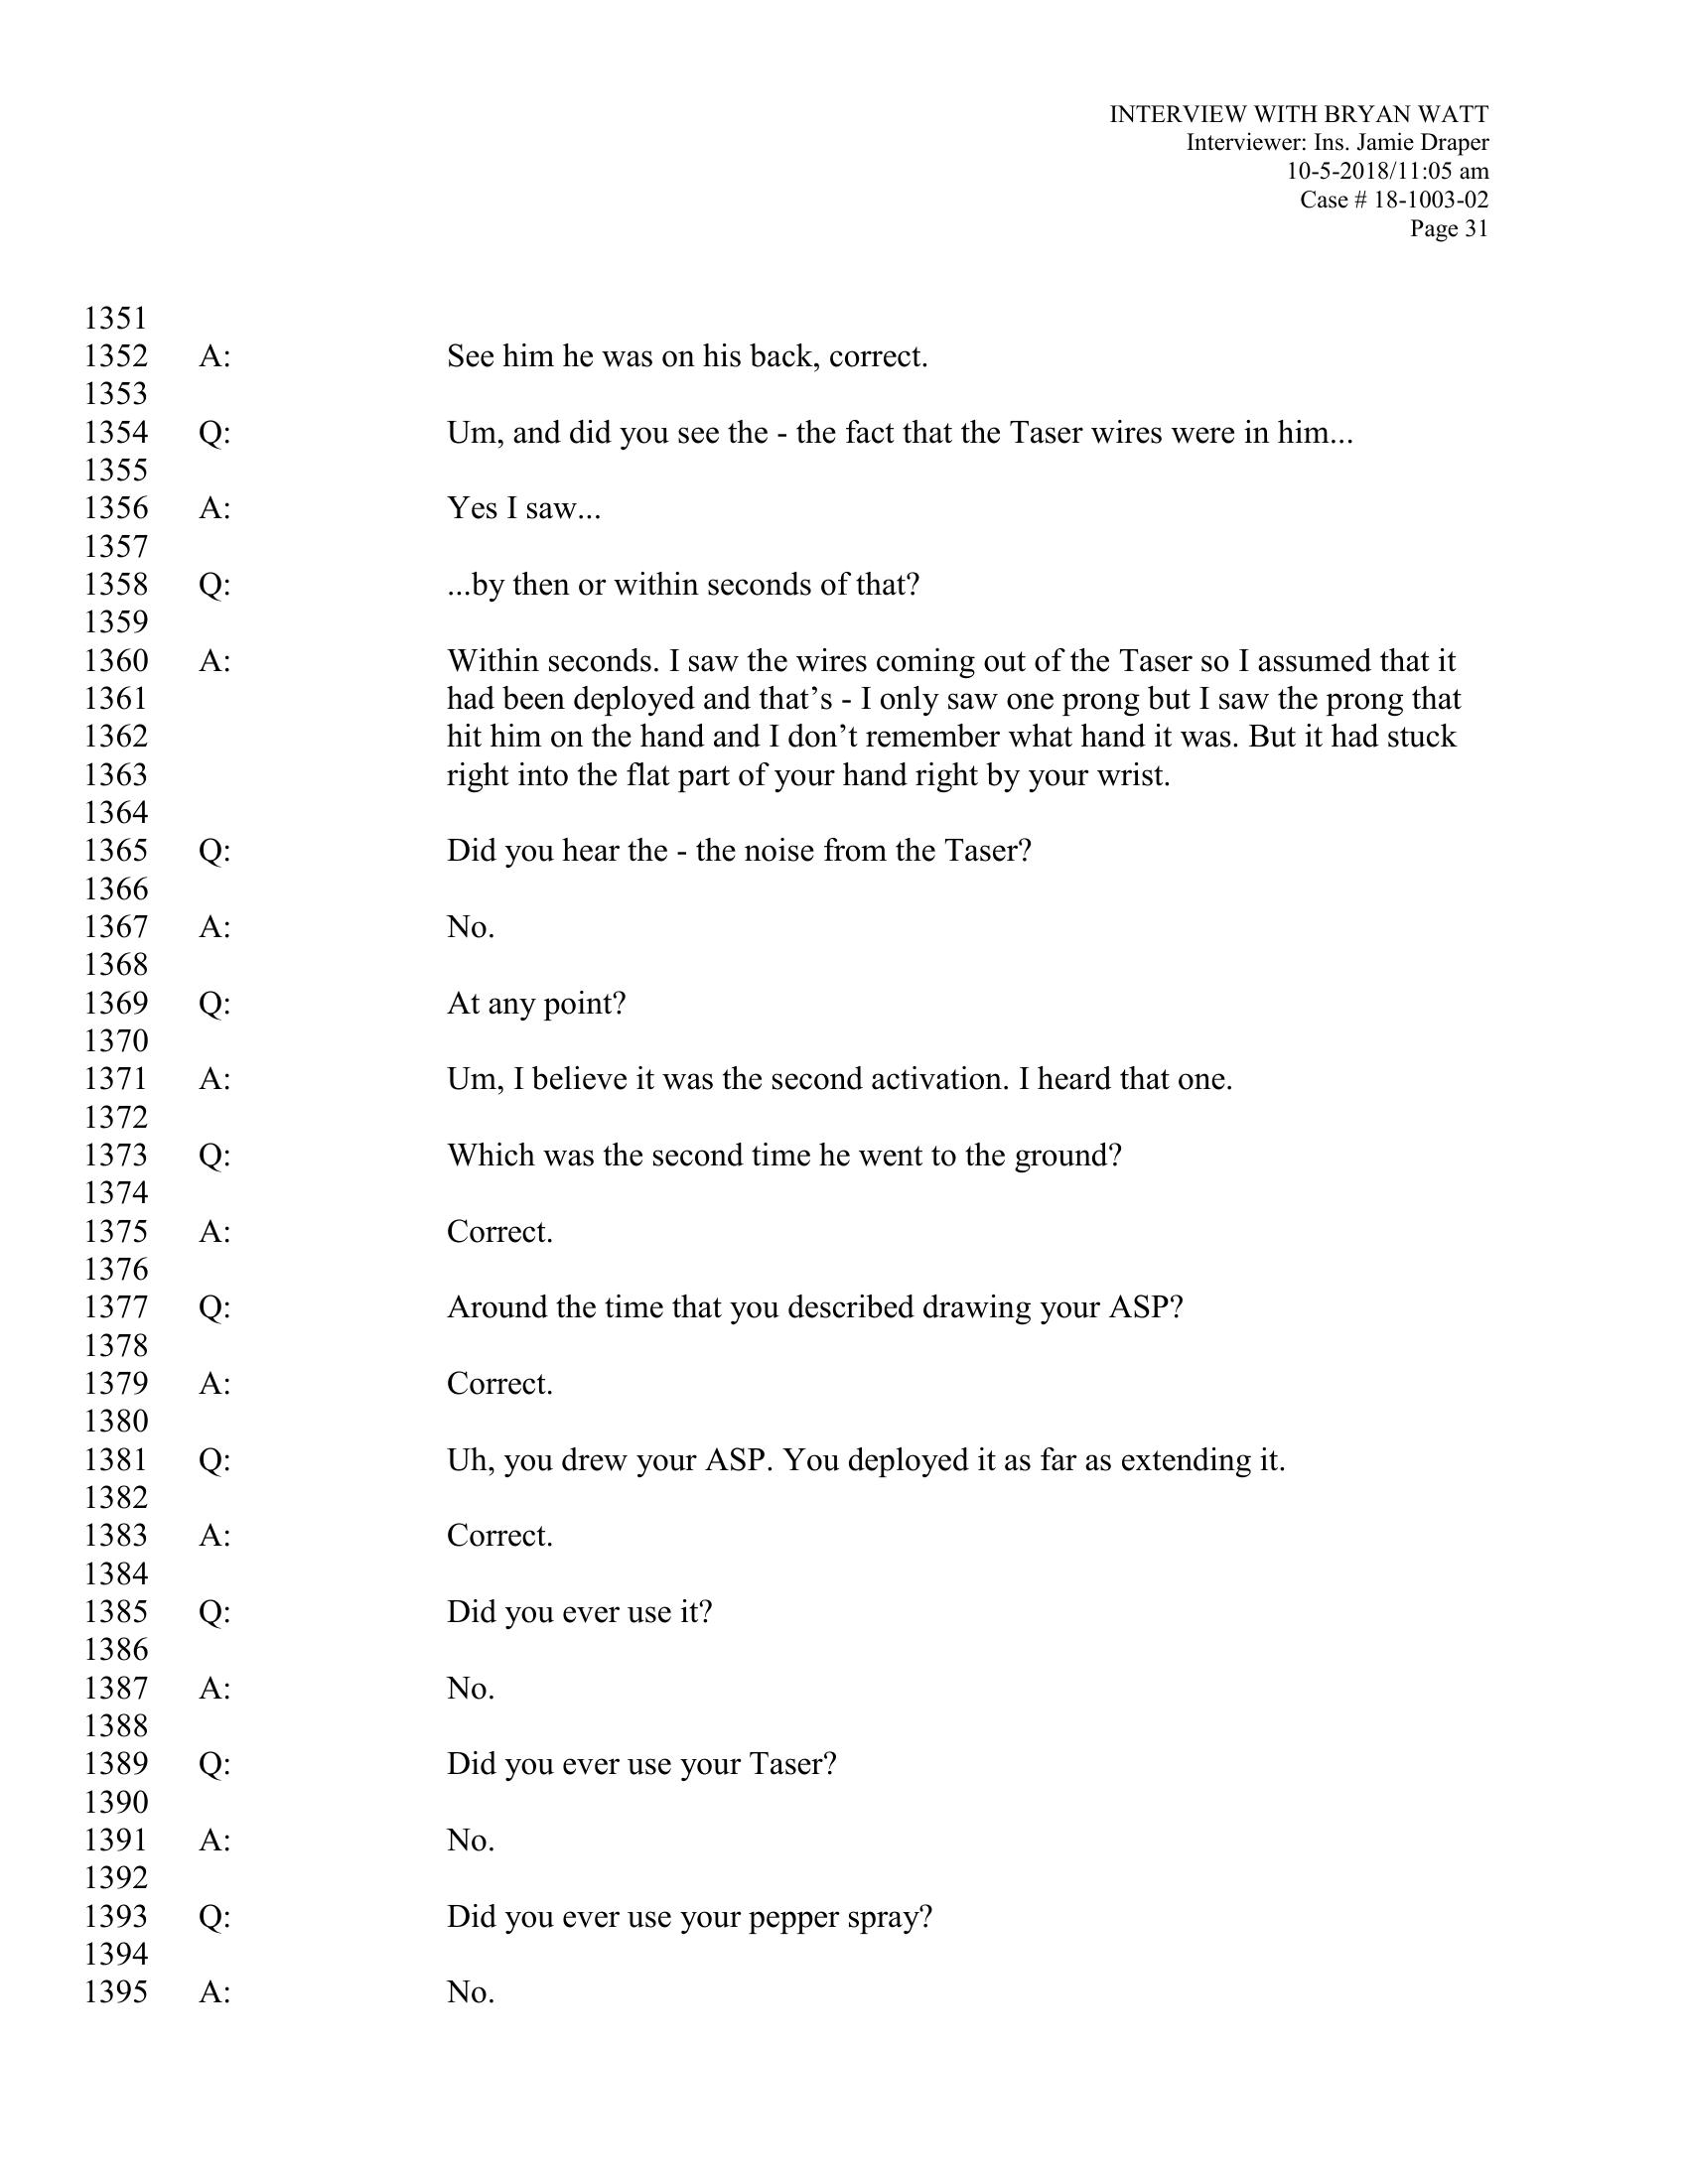 INTERVIEW WITH BRYAN WATT
Interviewer: Ins. Jamie Draper
10-5-2018/11:05 am
Case # 18-1003-02
Page 31
1351
1352 A: See him he was on his back, correct.
1353
1354 Q: Um, and did you see the - the fact that the Taser wires were in him...
1355
1356 A: Yes I saw...
1357
1358 Q: ...by then or within seconds of that?
1359
1360 A: Within seconds. I saw the wires coming out of the Taser so I assumed that it
1361 had been deployed and that’s - I only saw one prong but I saw the prong that
1362 hit him on the hand and I don’t remember what hand it was. But it had stuck
1363 right into the flat part of your hand right by your wrist.
1364
1365 Q: Did you hear the - the noise from the Taser?
1366
1367 A: No.
1368
1369 Q: At any point?
1370
1371 A: Um, I believe it was the second activation. I heard that one.
1372
1373 Q: Which was the second time he went to the ground?
1374
1375 A: Correct.
1376
1377 Q: Around the time that you described drawing your ASP?
1378
1379 A: Correct.
1380
1381 Q: Uh, you drew your ASP. You deployed it as far as extending it.
1382
1383 A: Correct.
1384
1385 Q: Did you ever use it?
1386
1387 A: No.
1388
1389 Q: Did you ever use your Taser?
1390
1391 A: No.
1392
1393 Q: Did you ever use your pepper spray?
1394
1395 A: No.